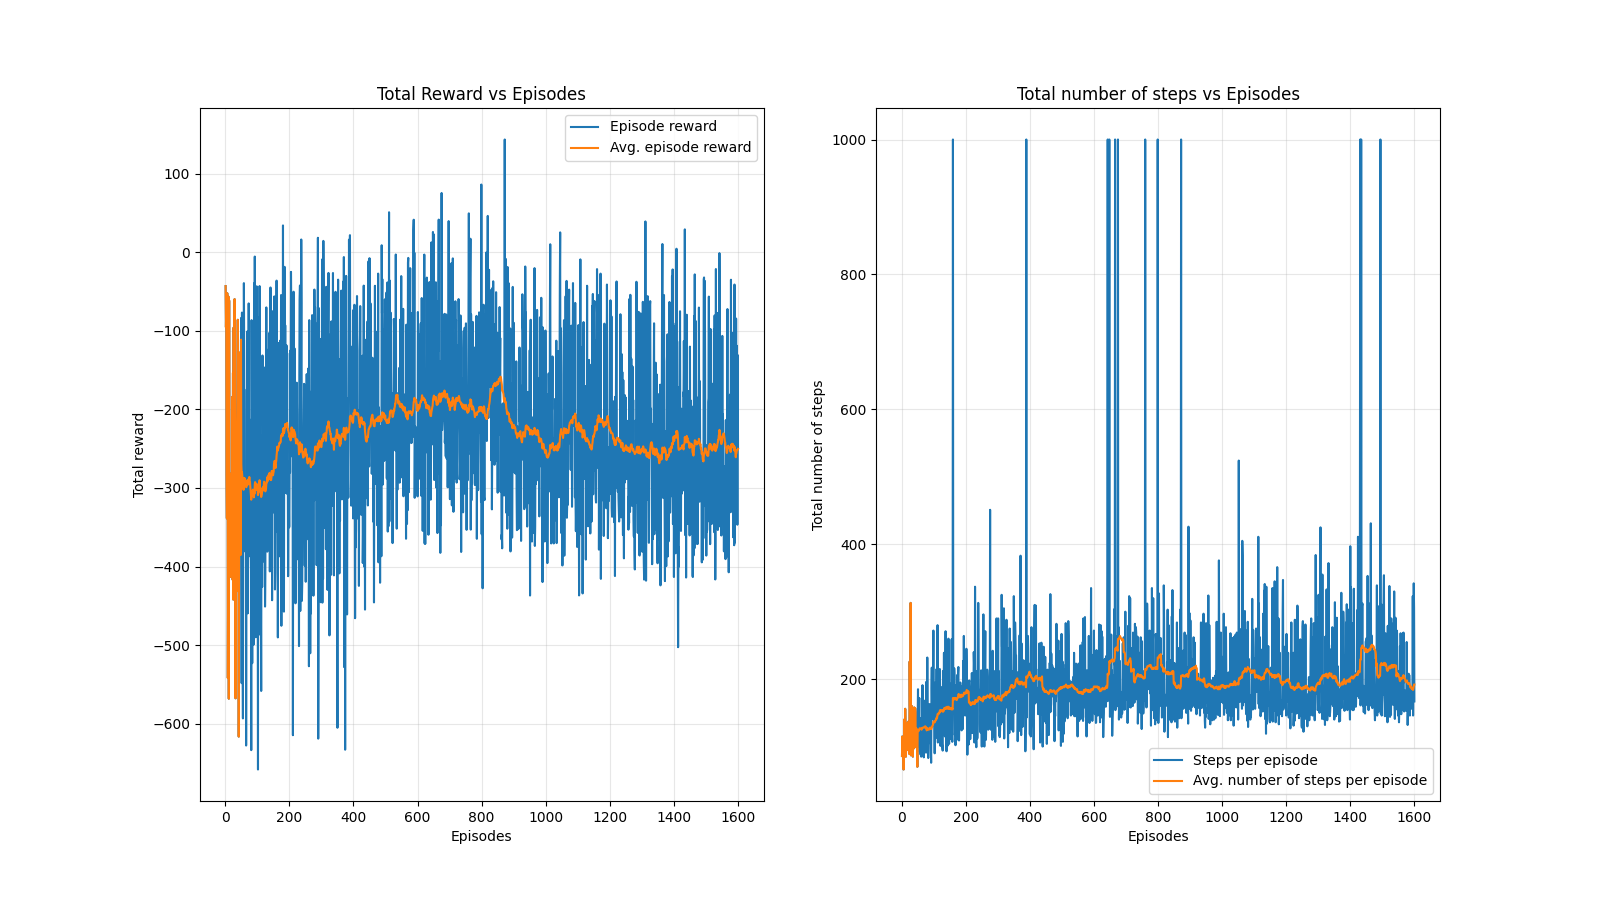 Total Reward vs Episodes
Episode reward
Avg. episode reward
100
0
−100
−200
−300
−400
−500
−600
Total reward
0 200 400 600 800 1000 1200 1400 1600
Episodes
Total number of steps vs Episodes
1000
800
600
400
200
Total number of steps
Steps per episode
Avg. number of steps per episode
0 200 400 600 800 1000 1200 1400 1600
Episodes